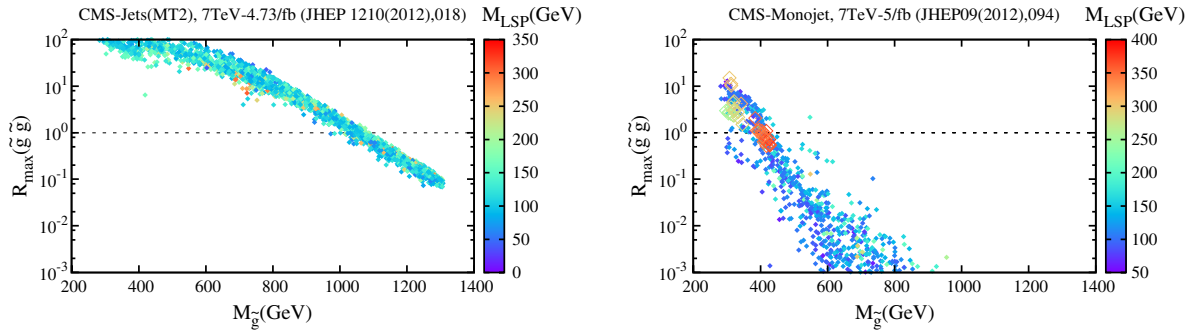 CMS-Jets(MT2), 7TeV-4.73/fb (JHEP 1210(2012),018)
M_LSP(GeV)
R_max(g̃ g̃)
10^2
10^1
10^0
10^-1
10^-2
10^-3
200 400 600 800 1000 1200 1400
M_g̃(GeV)
350
300
250
200
150
100
50
0
CMS-Monojet, 7TeV-5/fb (JHEP09(2012),094)
M_LSP(GeV)
R_max(g̃ g̃)
10^2
10^1
10^0
10^-1
10^-2
10^-3
200 400 600 800 1000 1200 1400
M_g̃(GeV)
400
350
300
250
200
150
100
50